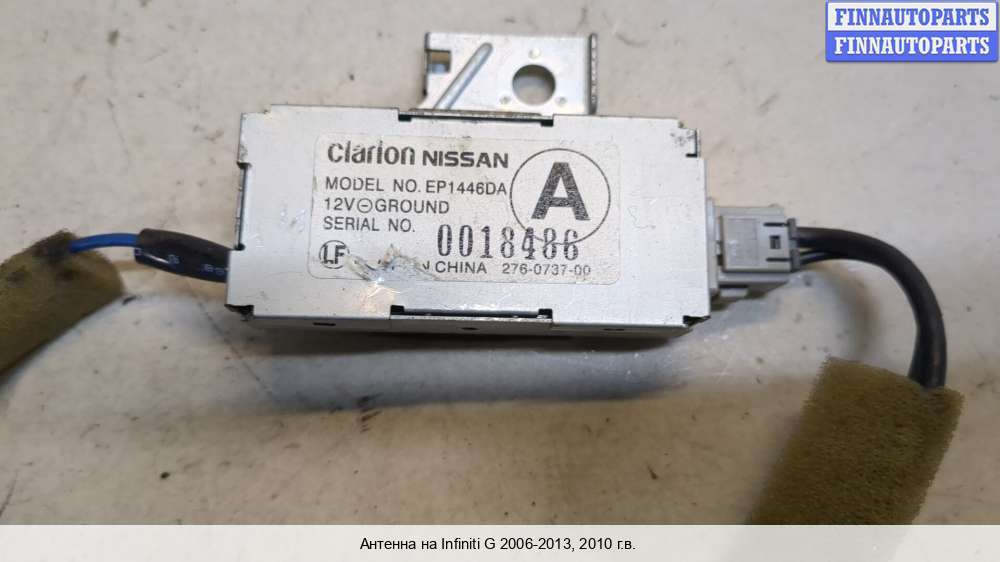 FINNAUTOPARTS
FINNAUTOPARTS
clarion NISSAN
MODEL NO. EP1446DA
12V⊖GROUND
SERIAL NO. 0018486
A
LF
CHINA 276-0737-00
Антенна на Infiniti G 2006-2013, 2010 г.в.